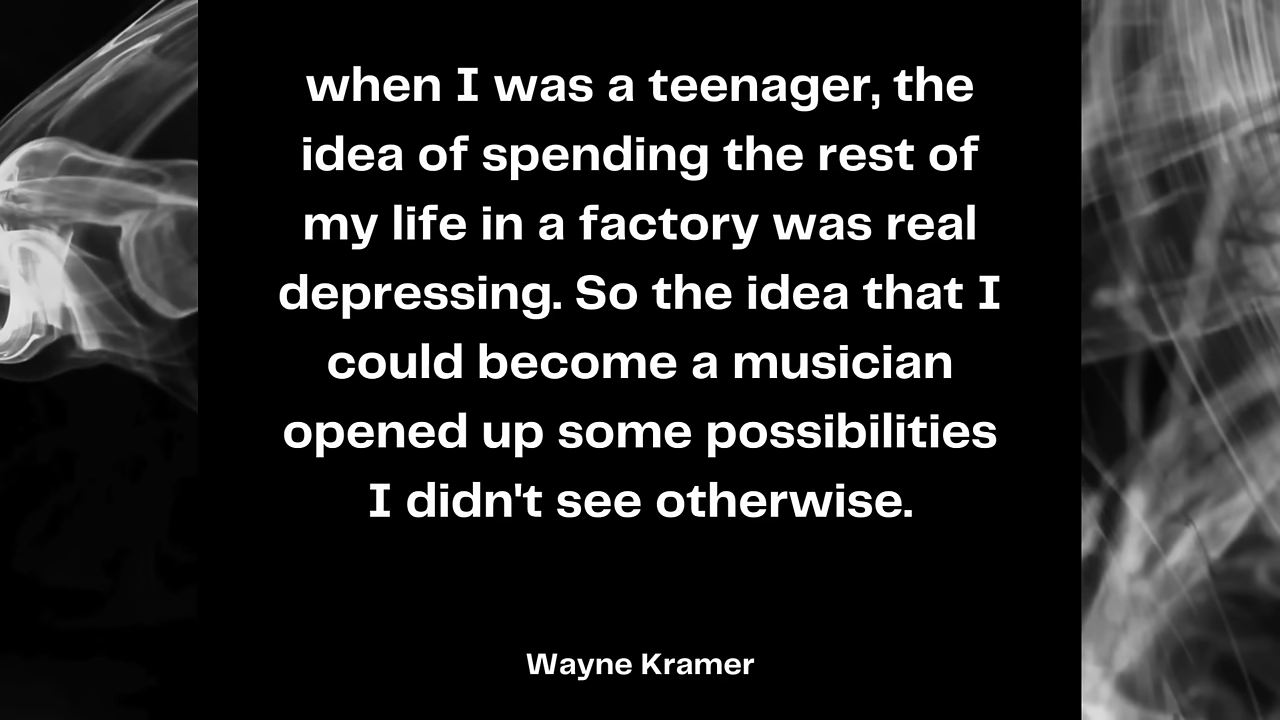 when I was a teenager, the
idea of spending the rest of
my life in a factory was real
depressing. So the idea that I
could become a musician
opened up some possibilities
I didn't see otherwise.
Wayne Kramer